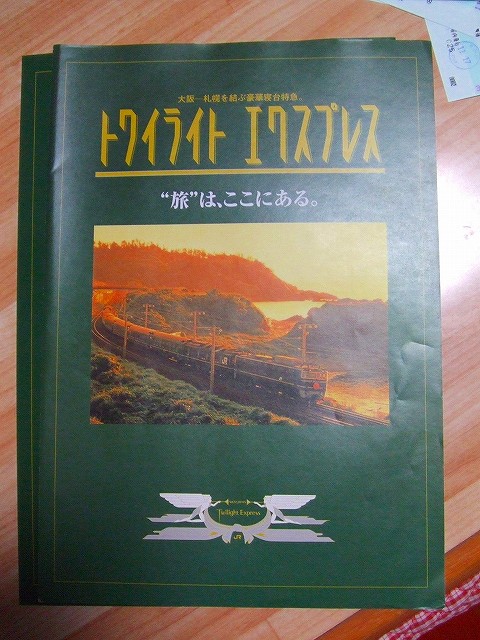 大阪―札幌を結ぶ豪華寝台特急。
トワイライト エクスプレス
“旅”は、ここにある。
Twilight Express
JR